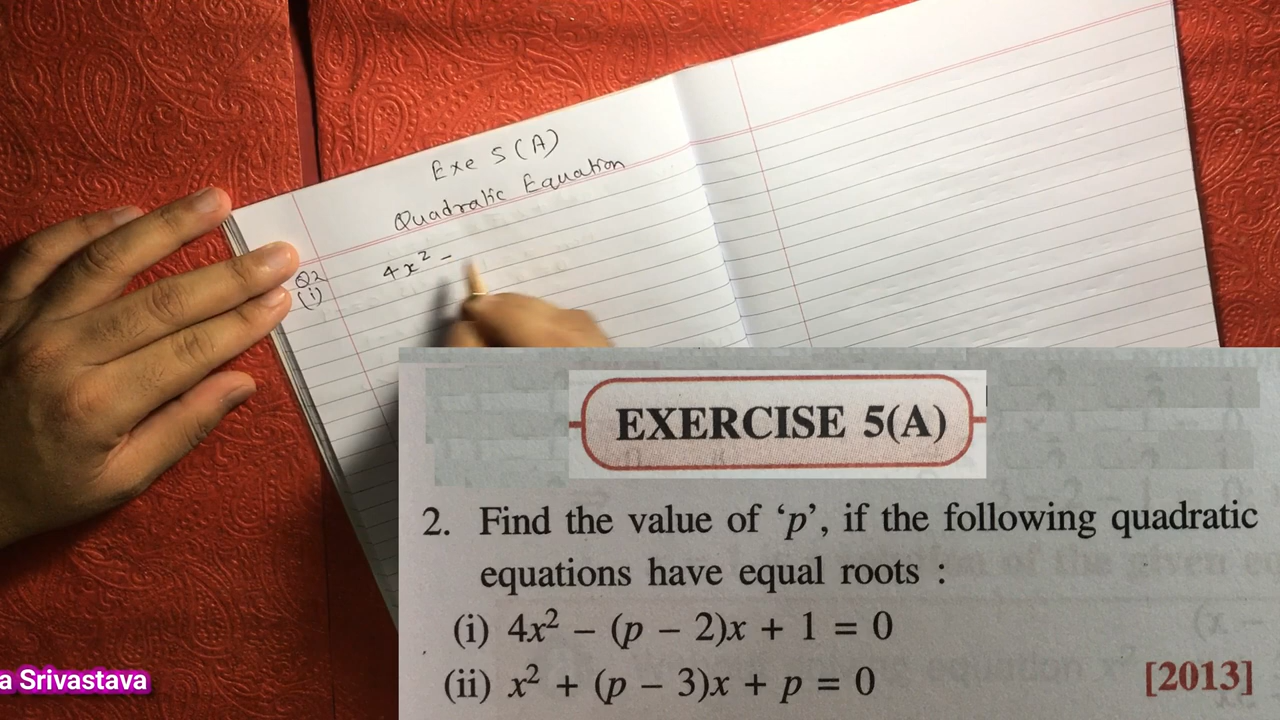 Exe 5(A)
Quadratic Equation
Q2
(i) 4x² –
EXERCISE 5(A)
2. Find the value of ‘p’, if the following quadratic
equations have equal roots :
(i) 4x² – (p – 2)x + 1 = 0
(ii) x² + (p – 3)x + p = 0 [2013]
a Srivastava